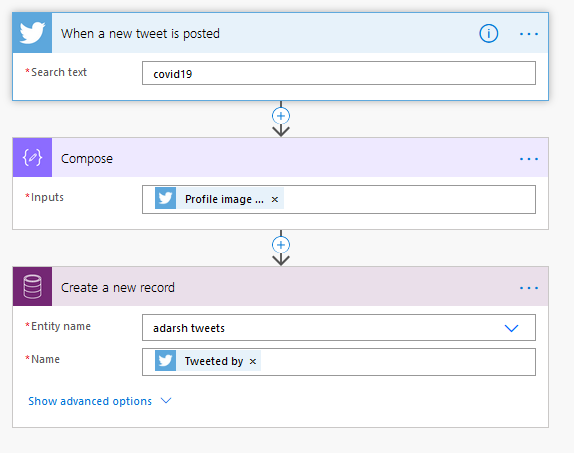 When a new tweet is posted
*Search text covid19
Compose
*Inputs Profile image ... ×
Create a new record
*Entity name adarsh tweets
*Name Tweeted by ×
Show advanced options